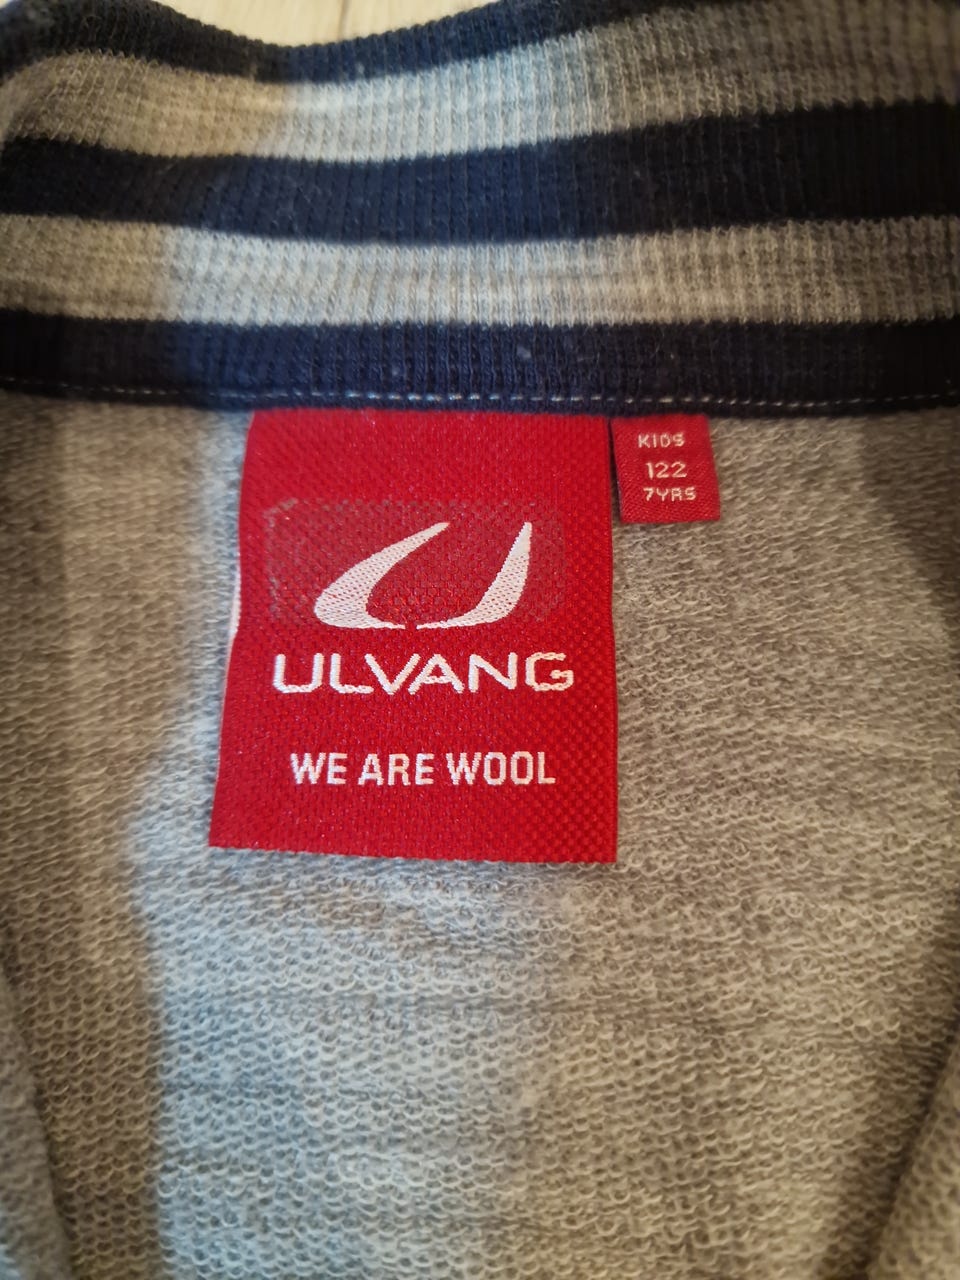 ULVANG
WE ARE WOOL
KIDS
122
7YRS